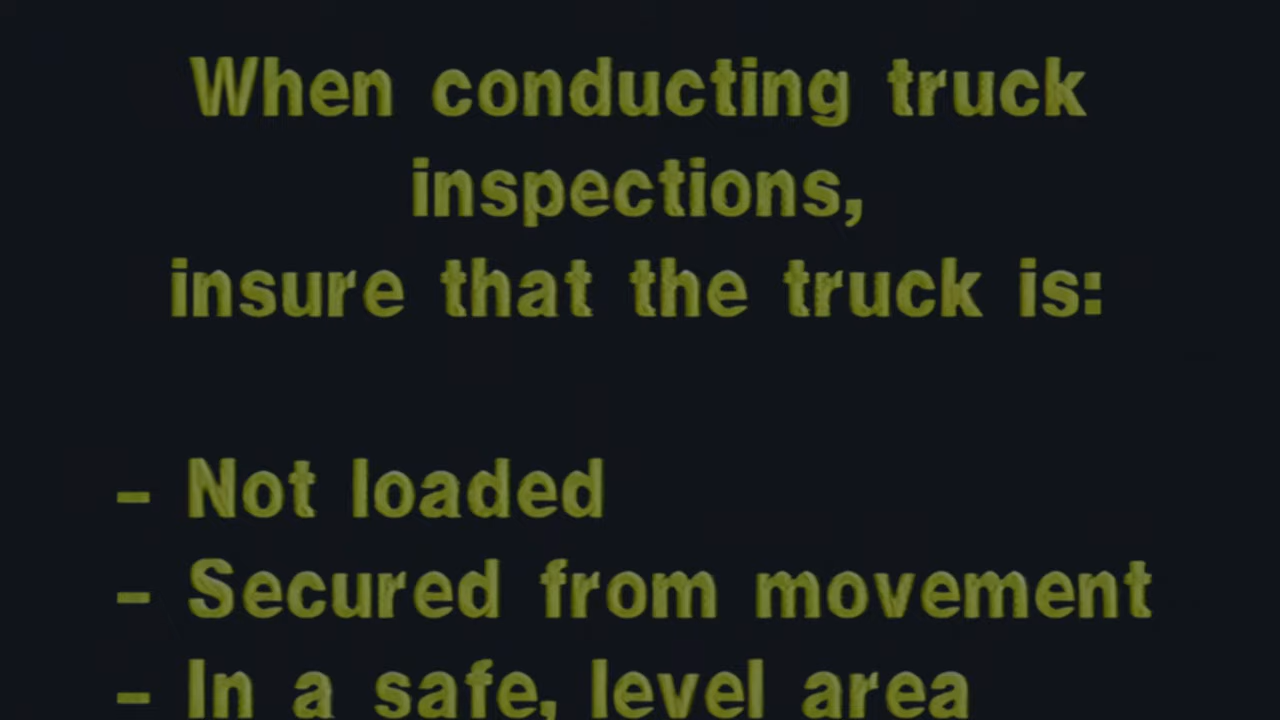 When conducting truck
inspections,
insure that the truck is:
- Not loaded
- Secured from movement
- In a safe, level area